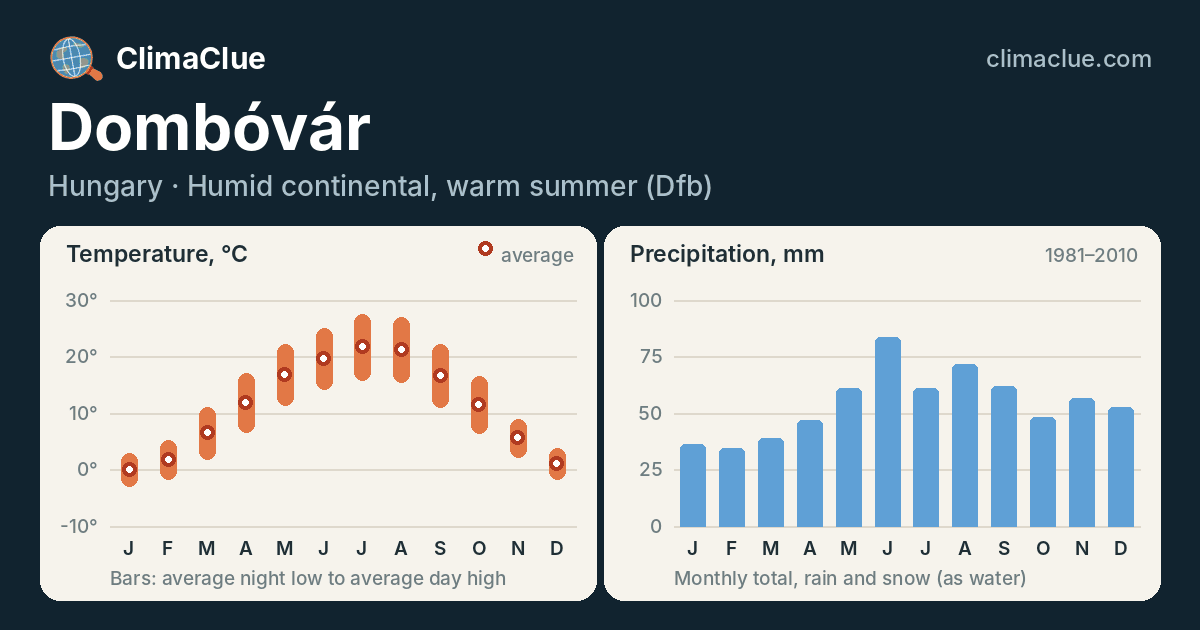 ClimaClue
climaclue.com
Dombóvár
Hungary · Humid continental, warm summer (Dfb)
Temperature, °C
average
30°
20°
10°
0°
-10°
J F M A M J J A S O N D
Bars: average night low to average day high
Precipitation, mm
1981–2010
100
75
50
25
0
J F M A M J J A S O N D
Monthly total, rain and snow (as water)